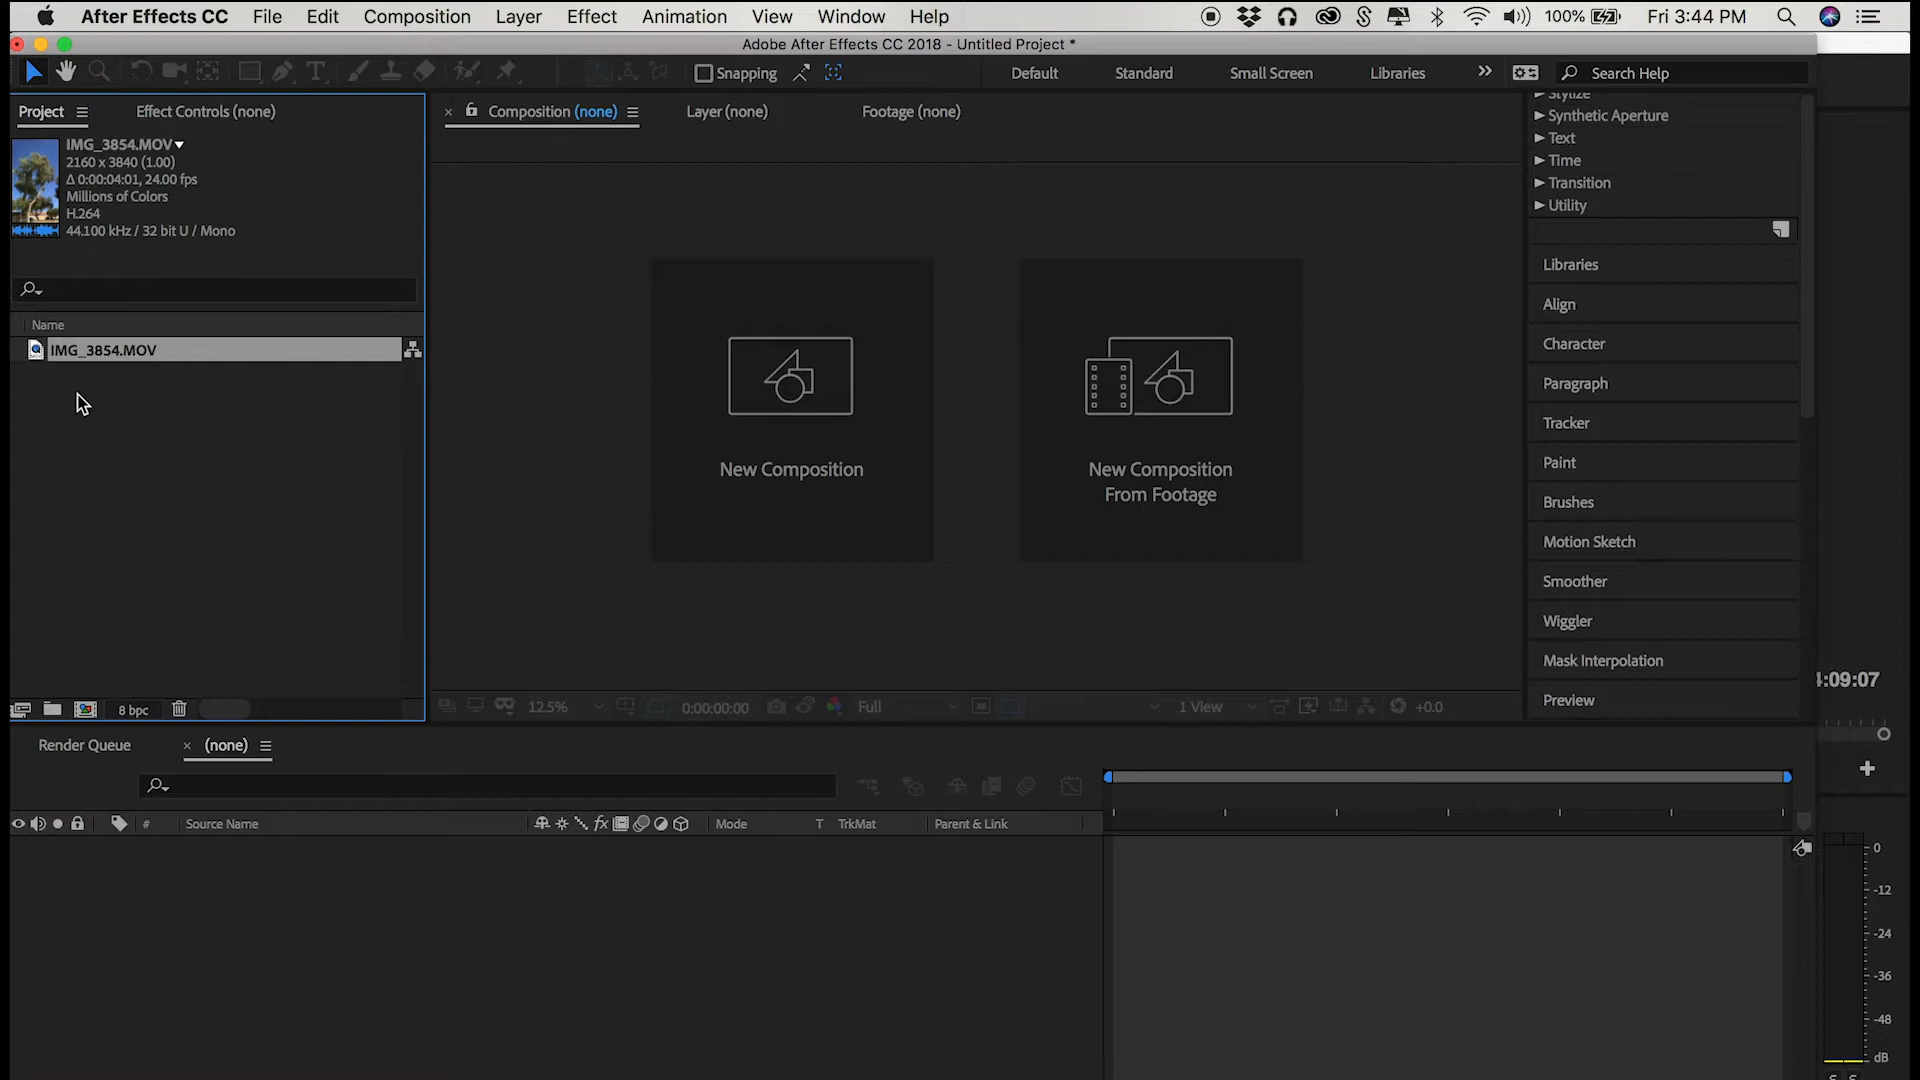 After Effects CC File Edit Composition Layer Effect Animation View Window Help 100% Fri 3:44 PM
Adobe After Effects CC 2018 - Untitled Project *
Snapping Default Standard Small Screen Libraries Search Help
Project Effect Controls (none)
Composition (none) Layer (none) Footage (none)
IMG_3854.MOV
2160 x 3840 (1.00)
Δ 0:00:04:01, 24.00 fps
Millions of Colors
H.264
44.100 kHz / 32 bit U / Mono
Name
IMG_3854.MOV
8 bpc
New Composition
New Composition
From Footage
12.5% 0:00:00:00 Full 1 View +0.0
Stylize
Synthetic Aperture
Text
Time
Transition
Utility
Libraries
Align
Character
Paragraph
Tracker
Paint
Brushes
Motion Sketch
Smoother
Wiggler
Mask Interpolation
Preview
4:09:07
Render Queue (none)
# Source Name fx Mode T TrkMat Parent & Link
0
-12
-24
-36
-48
dB